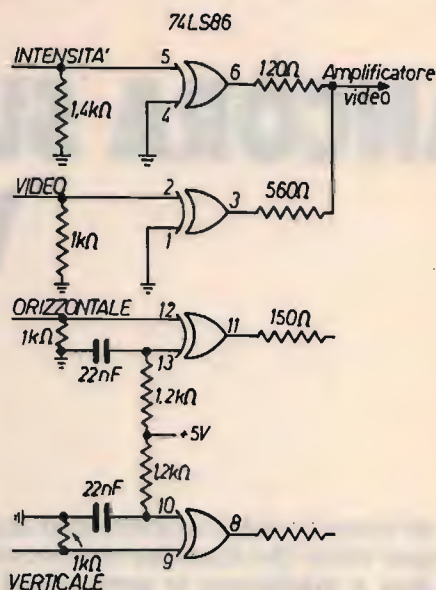 74LS86
INTENSITA'
5
6
4
1,4kΩ
120Ω
Amplificatore
video
VIDEO
2
3
1
1kΩ
560Ω
ORIZZONTALE
12
11
13
1kΩ
22nF
150Ω
1.2kΩ
+5V
1.2kΩ
22nF
10
8
9
1kΩ
VERTICALE